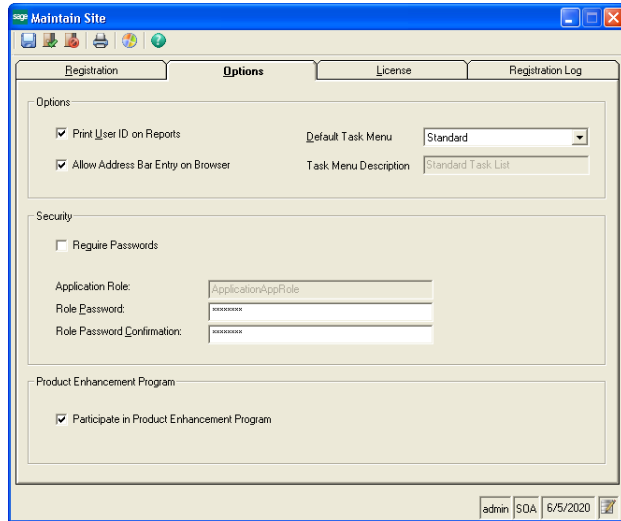 sage Maintain Site
Registration Options License Registration Log
Options
Print User ID on Reports Default Task Menu Standard
Allow Address Bar Entry on Browser Task Menu Description Standard Task List
Security
Require Passwords
Application Role: ApplicationAppRole
Role Password: ********
Role Password Confirmation: ********
Product Enhancement Program
Participate in Product Enhancement Program
admin SOA 6/5/2020